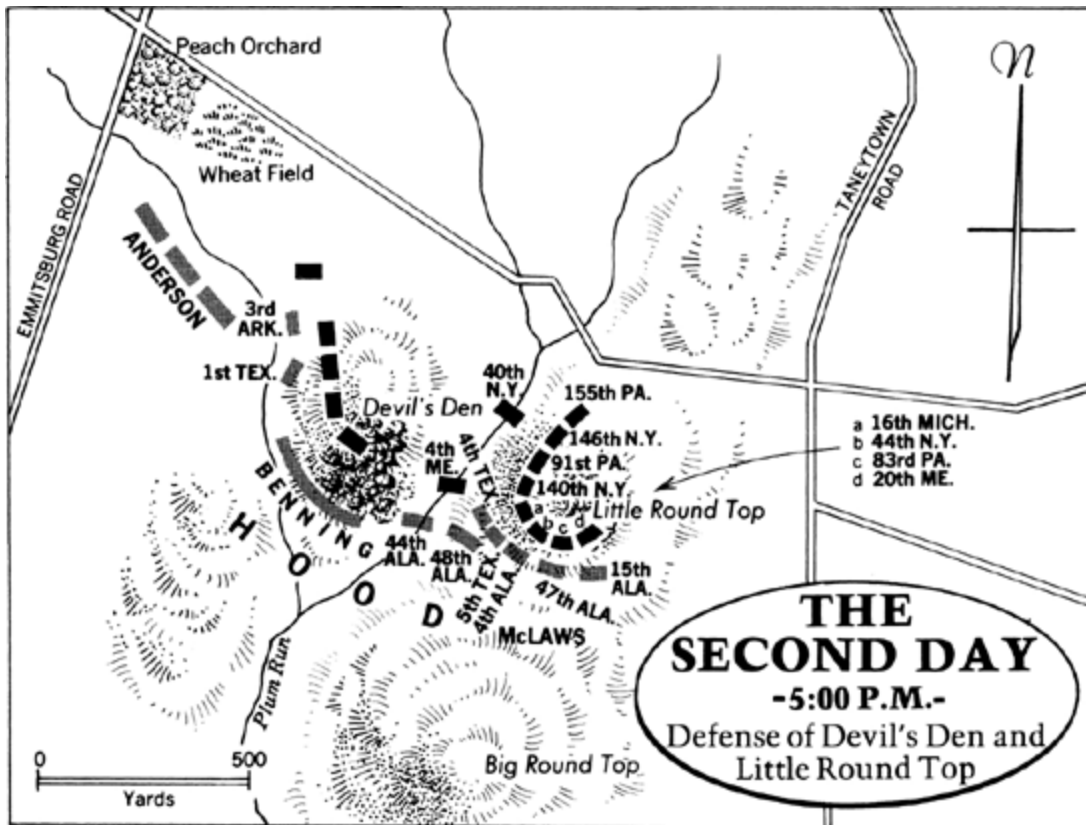 Peach Orchard
Wheat Field
EMMITSBURG ROAD
TANEYTOWN
ROAD
N
ANDERSON
3rd
ARK.
1st TEX.
Devil's Den
40th
N.Y.
155th PA.
146th N.Y.
91st PA.
140th N.Y.
4th
ME.
4th TEX.
a
b
c
d
Little Round Top
a 16th MICH.
b 44th N.Y.
c 83rd PA.
d 20th ME.
BENNING
HOOD
44th
ALA.
48th
ALA.
5th TEX.
4th ALA.
47th ALA.
15th
ALA.
McLAWS
Plum Run
Big Round Top
0 500
Yards
THE
SECOND DAY
-5:00 P.M.-
Defense of Devil's Den and
Little Round Top